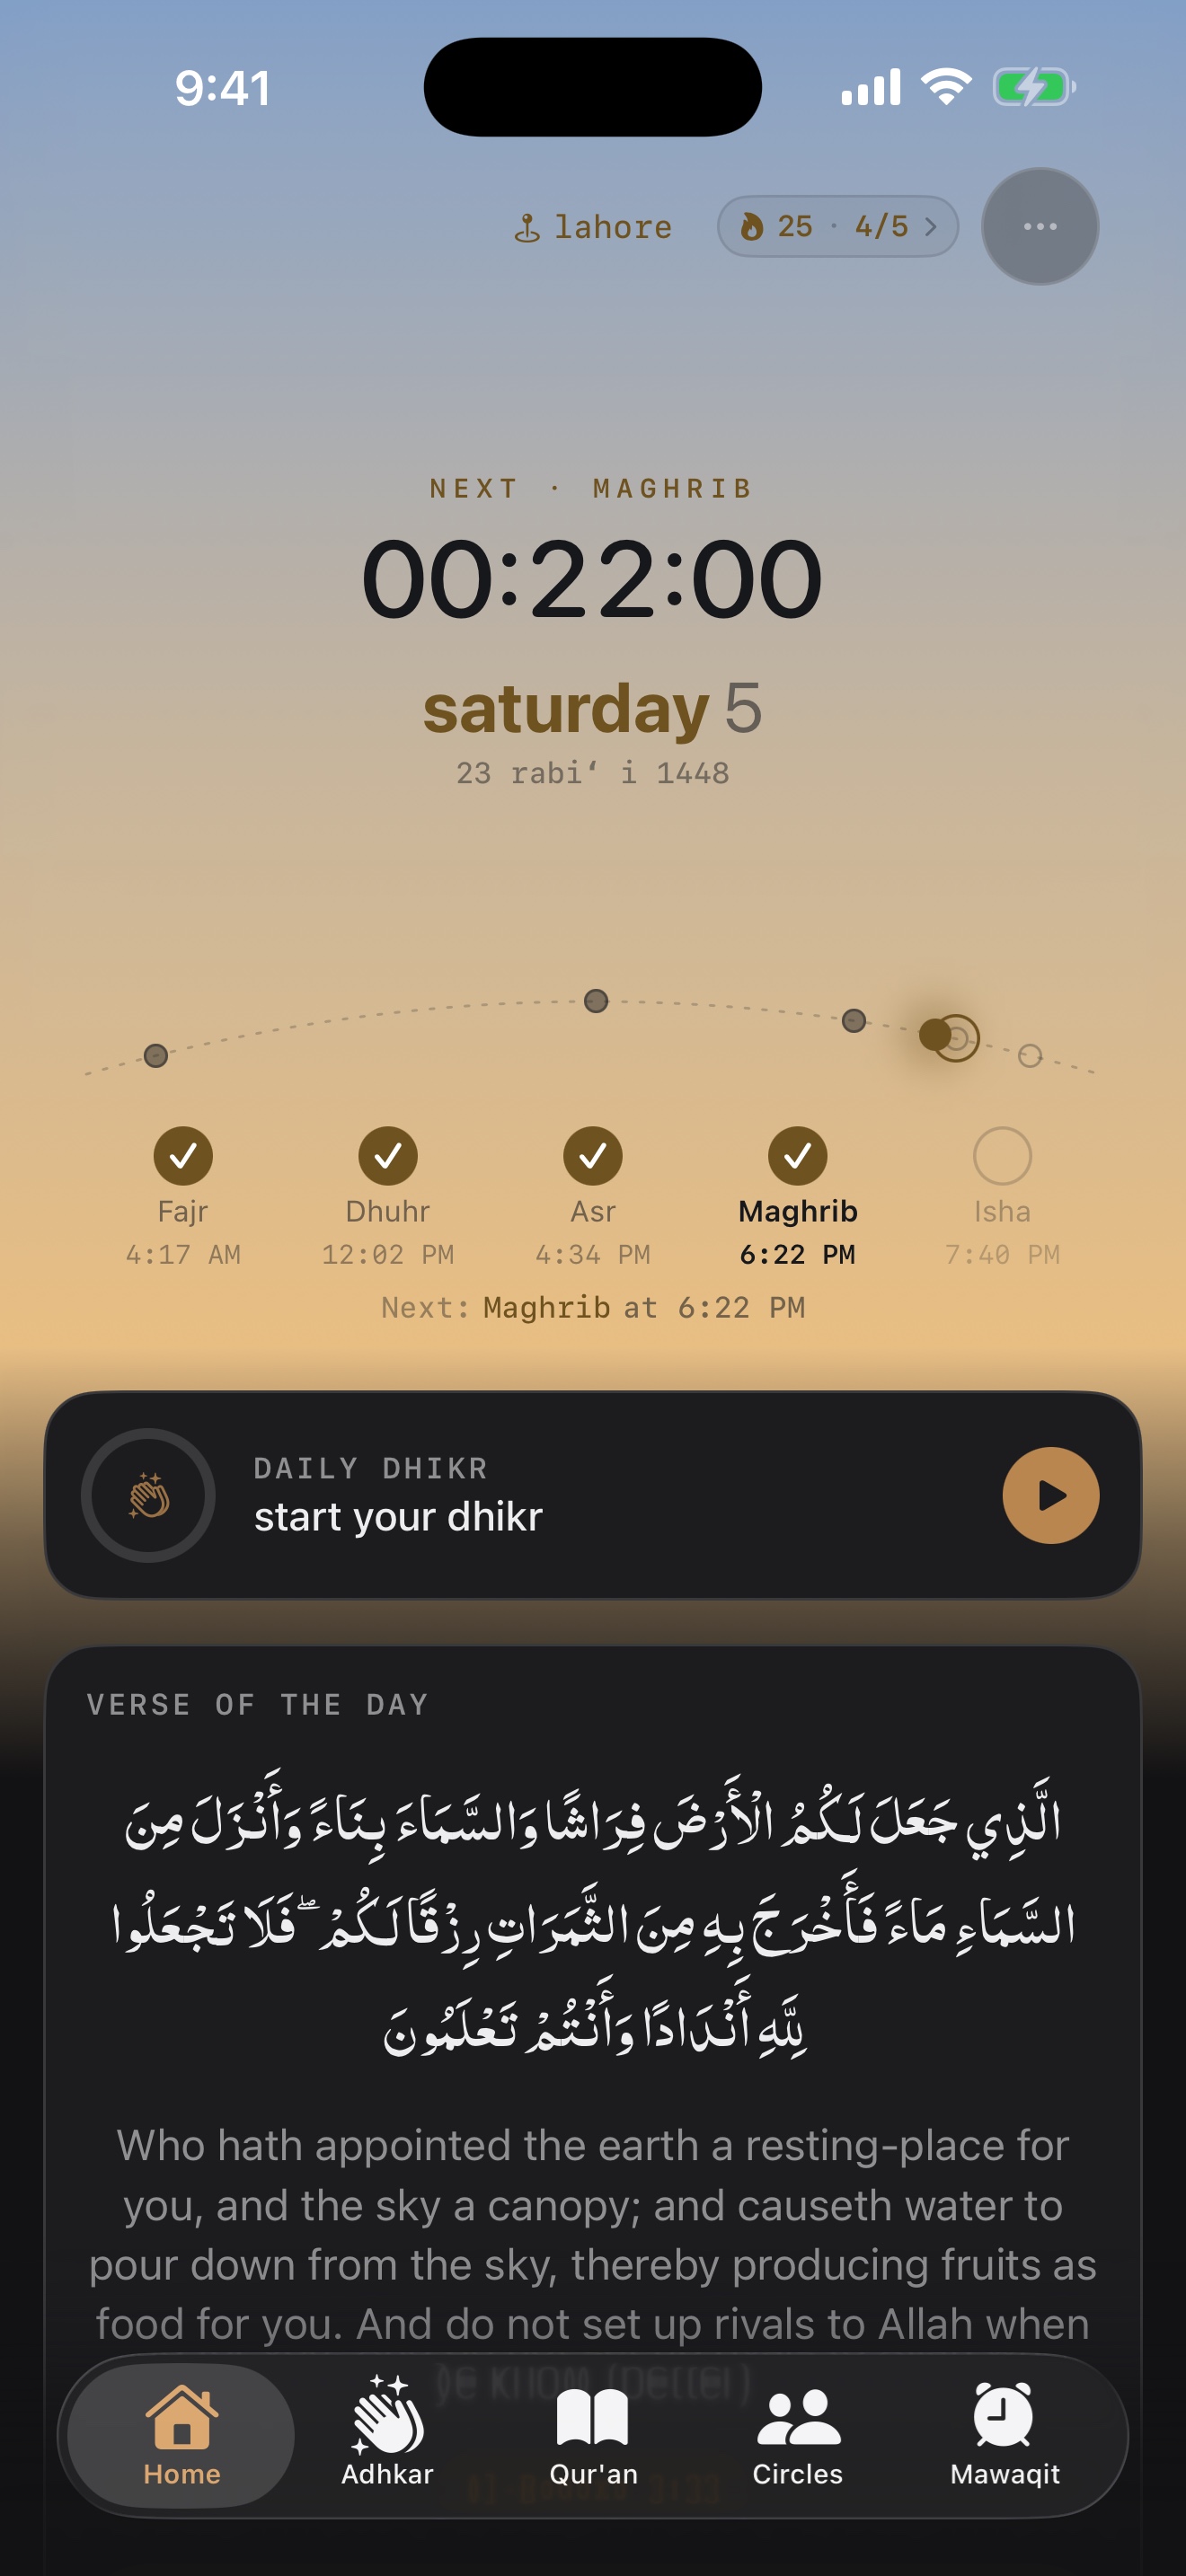 9:41
lahore
25 · 4/5
NEXT · MAGHRIB
00:22:00
saturday 5
23 rabiʻ i 1448
Fajr Dhuhr Asr Maghrib Isha
4:17 AM 12:02 PM 4:34 PM 6:22 PM 7:40 PM
Next: Maghrib at 6:22 PM
DAILY DHIKR
start your dhikr
VERSE OF THE DAY
الَّذِي جَعَلَ لَكُمُ الْأَرْضَ فِرَاشًا وَالسَّمَاءَ بِنَاءً وَأَنْزَلَ مِنَ
السَّمَاءِ مَاءً فَأَخْرَجَ بِهِ مِنَ الثَّمَرَاتِ رِزْقًا لَكُمْ ۖ فَلَا تَجْعَلُوا
لِلَّهِ أَنْدَادًا وَأَنْتُمْ تَعْلَمُونَ
Who hath appointed the earth a resting-place for
you, and the sky a canopy; and causeth water to
pour down from the sky, thereby producing fruits as
food for you. And do not set up rivals to Allah when
Home Adhkar Qur'an Circles Mawaqit